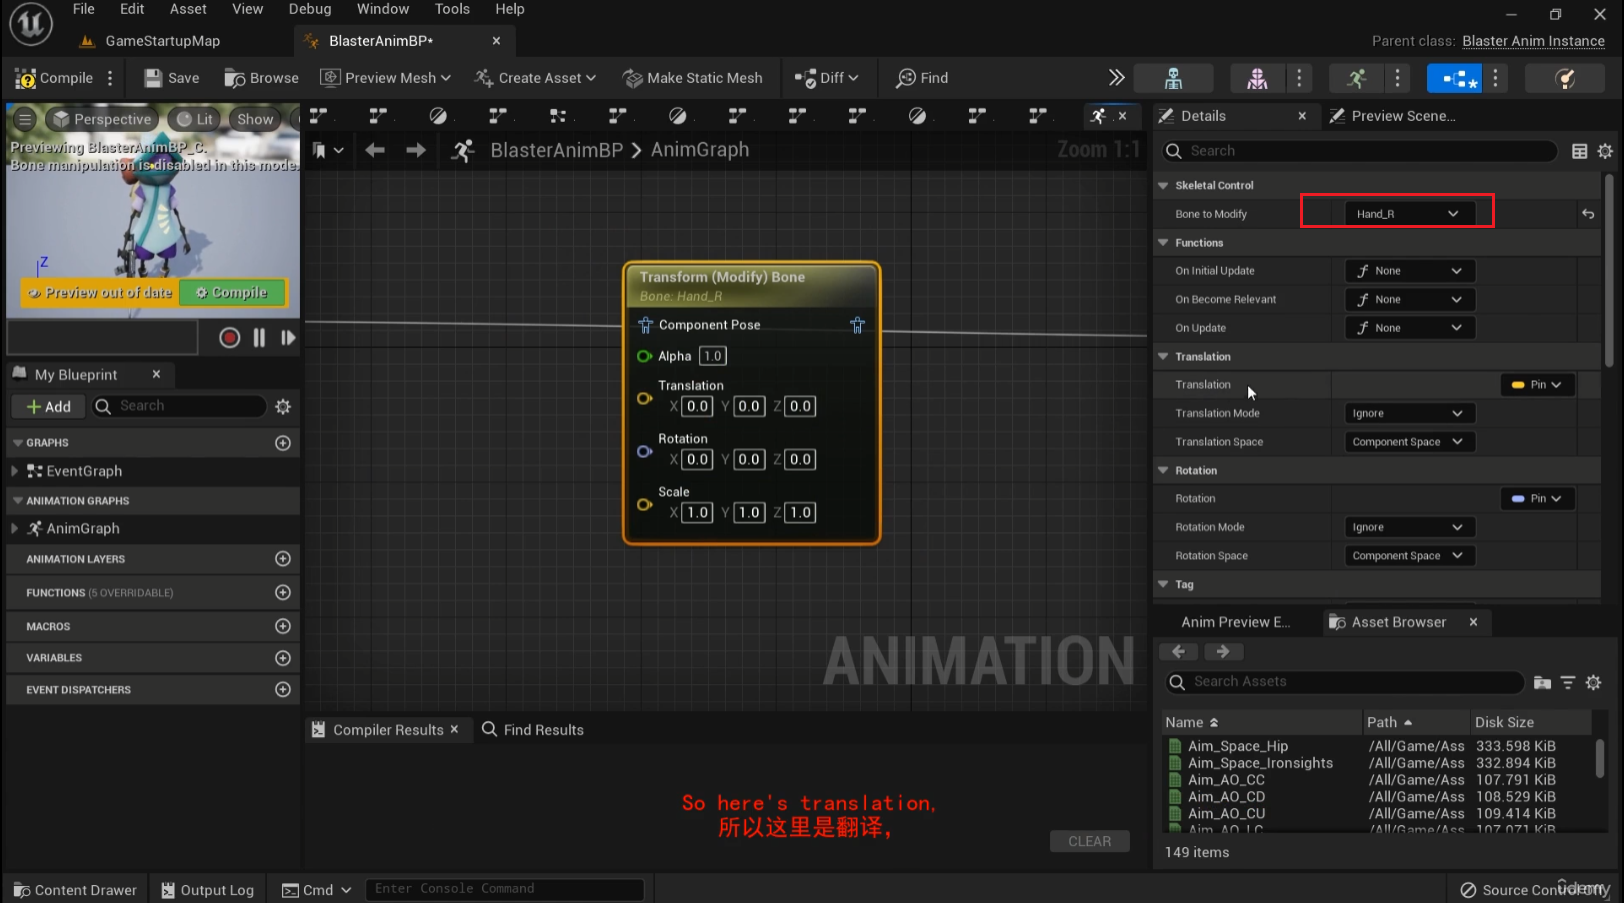 File Edit Asset View Debug Window Tools Help
GameStartupMap
BlasterAnimBP*
Parent class: Blaster Anim Instance
Compile
Save
Browse
Preview Mesh
Create Asset
Make Static Mesh
Diff
Find
Perspective
Lit
Show
Previewing BlasterAnimBP_C.
Bone manipulation is disabled in this mode.
Z
Preview out of date
Compile
BlasterAnimBP > AnimGraph
Zoom 1:1
My Blueprint
+ Add
Search
GRAPHS
EventGraph
ANIMATION GRAPHS
AnimGraph
ANIMATION LAYERS
FUNCTIONS (5 OVERRIDABLE)
MACROS
VARIABLES
EVENT DISPATCHERS
Transform (Modify) Bone
Bone: Hand_R
Component Pose
Alpha 1.0
Translation
X 0.0 Y 0.0 Z 0.0
Rotation
X 0.0 Y 0.0 Z 0.0
Scale
X 1.0 Y 1.0 Z 1.0
ANIMATION
Compiler Results
Find Results
So here's translation,
所以这里是翻译,
CLEAR
Details
Preview Scene...
Search
Skeletal Control
Bone to Modify Hand_R
Functions
On Initial Update None
On Become Relevant None
On Update None
Translation
Translation Pin
Translation Mode Ignore
Translation Space Component Space
Rotation
Rotation Pin
Rotation Mode Ignore
Rotation Space Component Space
Tag
Anim Preview E...
Asset Browser
Search Assets
Name Path Disk Size
Aim_Space_Hip /All/Game/Ass 333.598 KiB
Aim_Space_Ironsights /All/Game/Ass 332.894 KiB
Aim_AO_CC /All/Game/Ass 107.791 KiB
Aim_AO_CD /All/Game/Ass 108.529 KiB
Aim_AO_CU /All/Game/Ass 109.414 KiB
Aim_AO_LC /All/Game/Ass 107.071 KiB
149 items
Content Drawer
Output Log
Cmd
Enter Console Command
Source Control Off
ûdemy